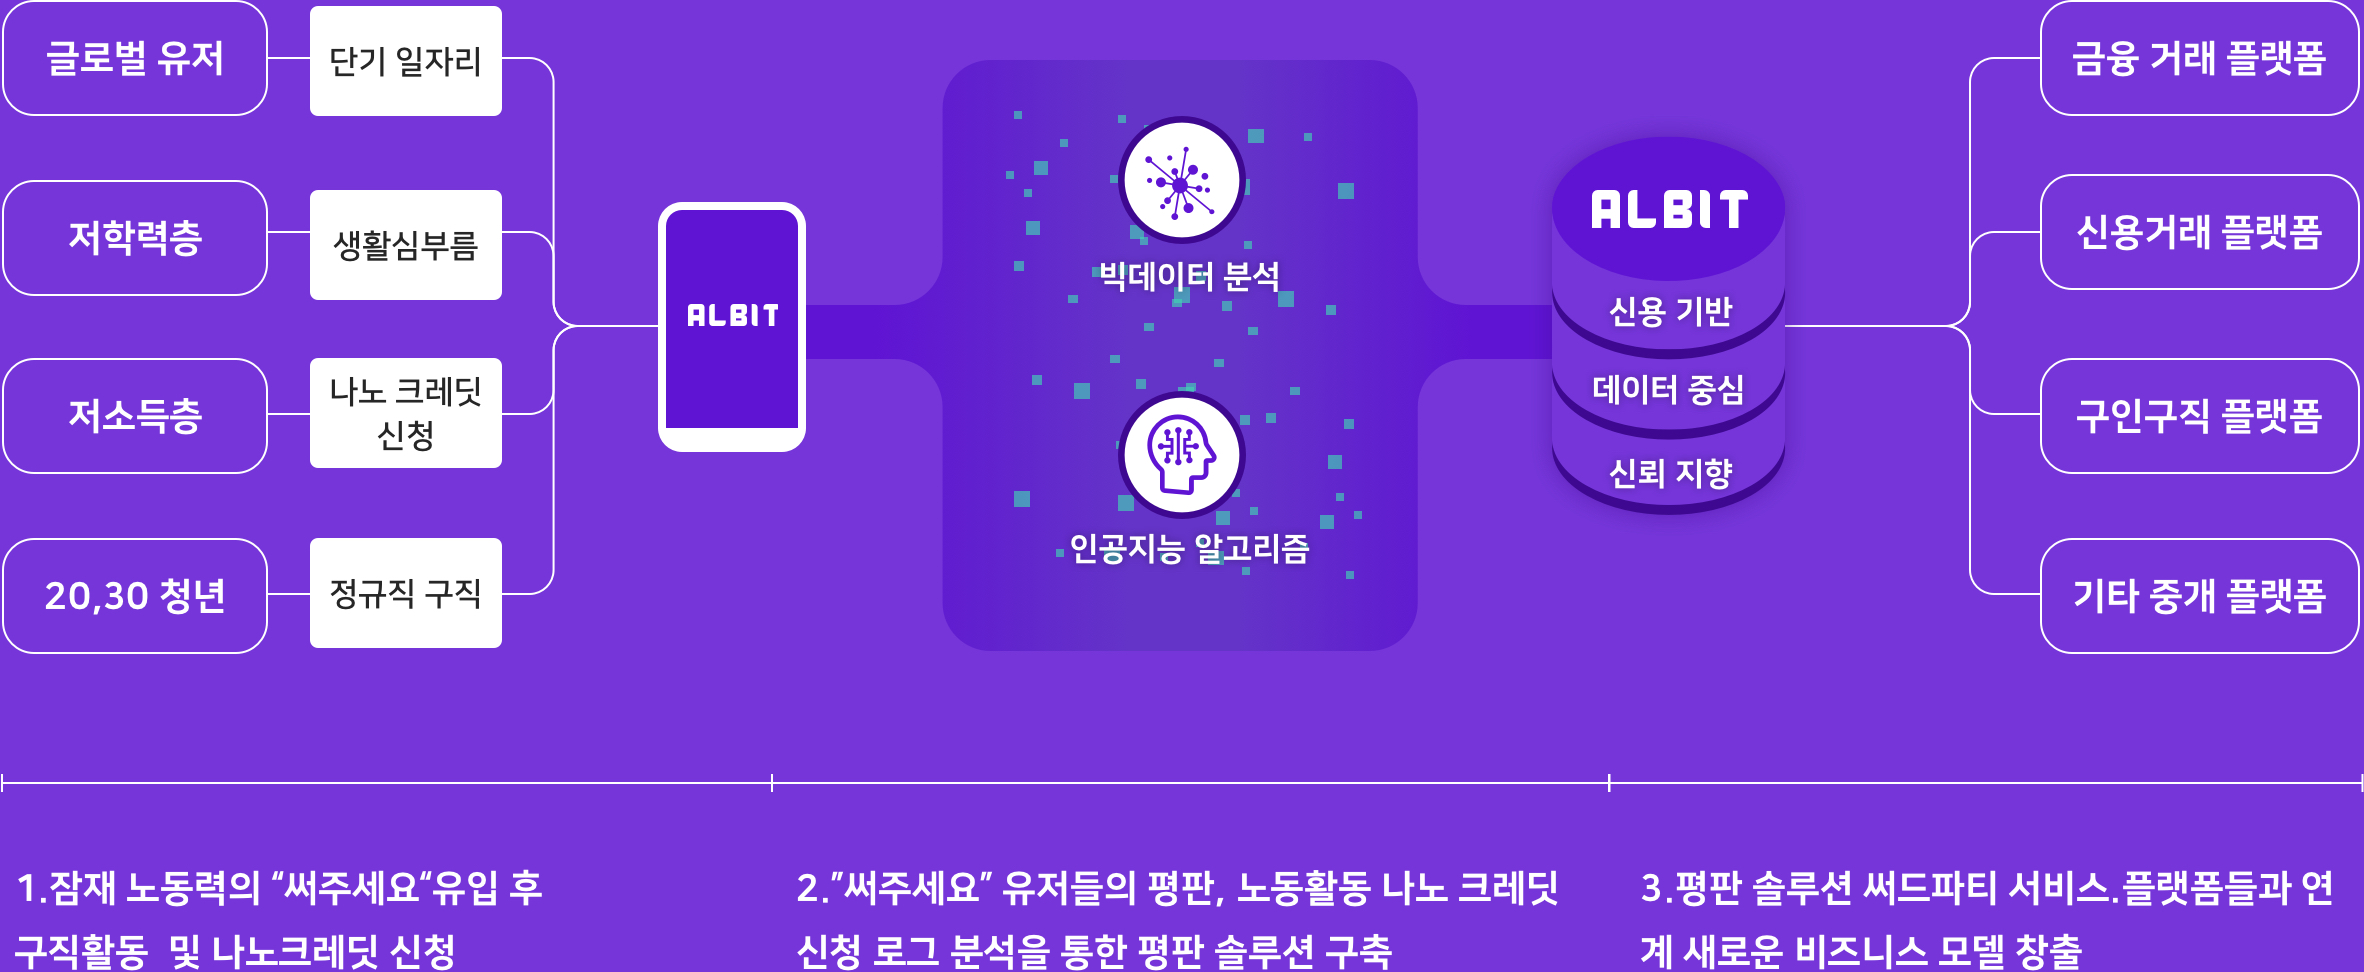 글로벌 유저
단기 일자리
저학력층
생활심부름
저소득층
나노 크레딧
신청
20,30 청년
정규직 구직
ALBIT
빅데이터 분석
인공지능 알고리즘
ALBIT
신용 기반
데이터 중심
신뢰 지향
금융 거래 플랫폼
신용거래 플랫폼
구인구직 플랫폼
기타 중개 플랫폼
1.잠재 노동력의 “써주세요“유입 후
구직활동 및 나노크레딧 신청
2.”써주세요” 유저들의 평판, 노동활동 나노 크레딧
신청 로그 분석을 통한 평판 솔루션 구축
3.평판 솔루션 써드파티 서비스.플랫폼들과 연
계 새로운 비즈니스 모델 창출